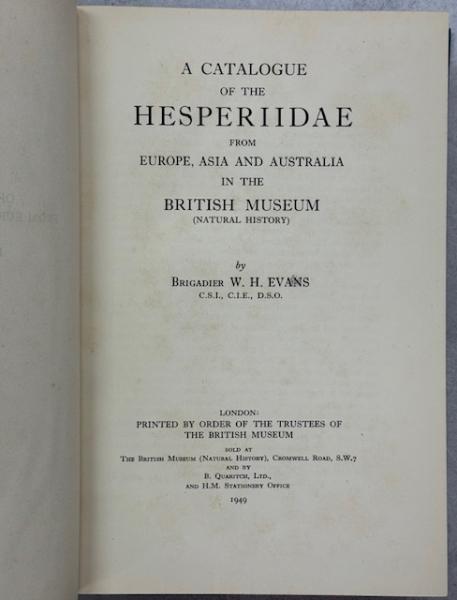 A CATALOGUE
OF THE
HESPERIIDAE
FROM
EUROPE, ASIA AND AUSTRALIA
IN THE
BRITISH MUSEUM
(NATURAL HISTORY)
by
BRIGADIER W. H. EVANS
C.S.I., C.I.E., D.S.O.
LONDON:
PRINTED BY ORDER OF THE TRUSTEES OF
THE BRITISH MUSEUM
SOLD AT
THE BRITISH MUSEUM (NATURAL HISTORY), CROMWELL ROAD, S.W.7
AND BY
B. QUARITCH, LTD.,
AND H.M. STATIONERY OFFICE
1949